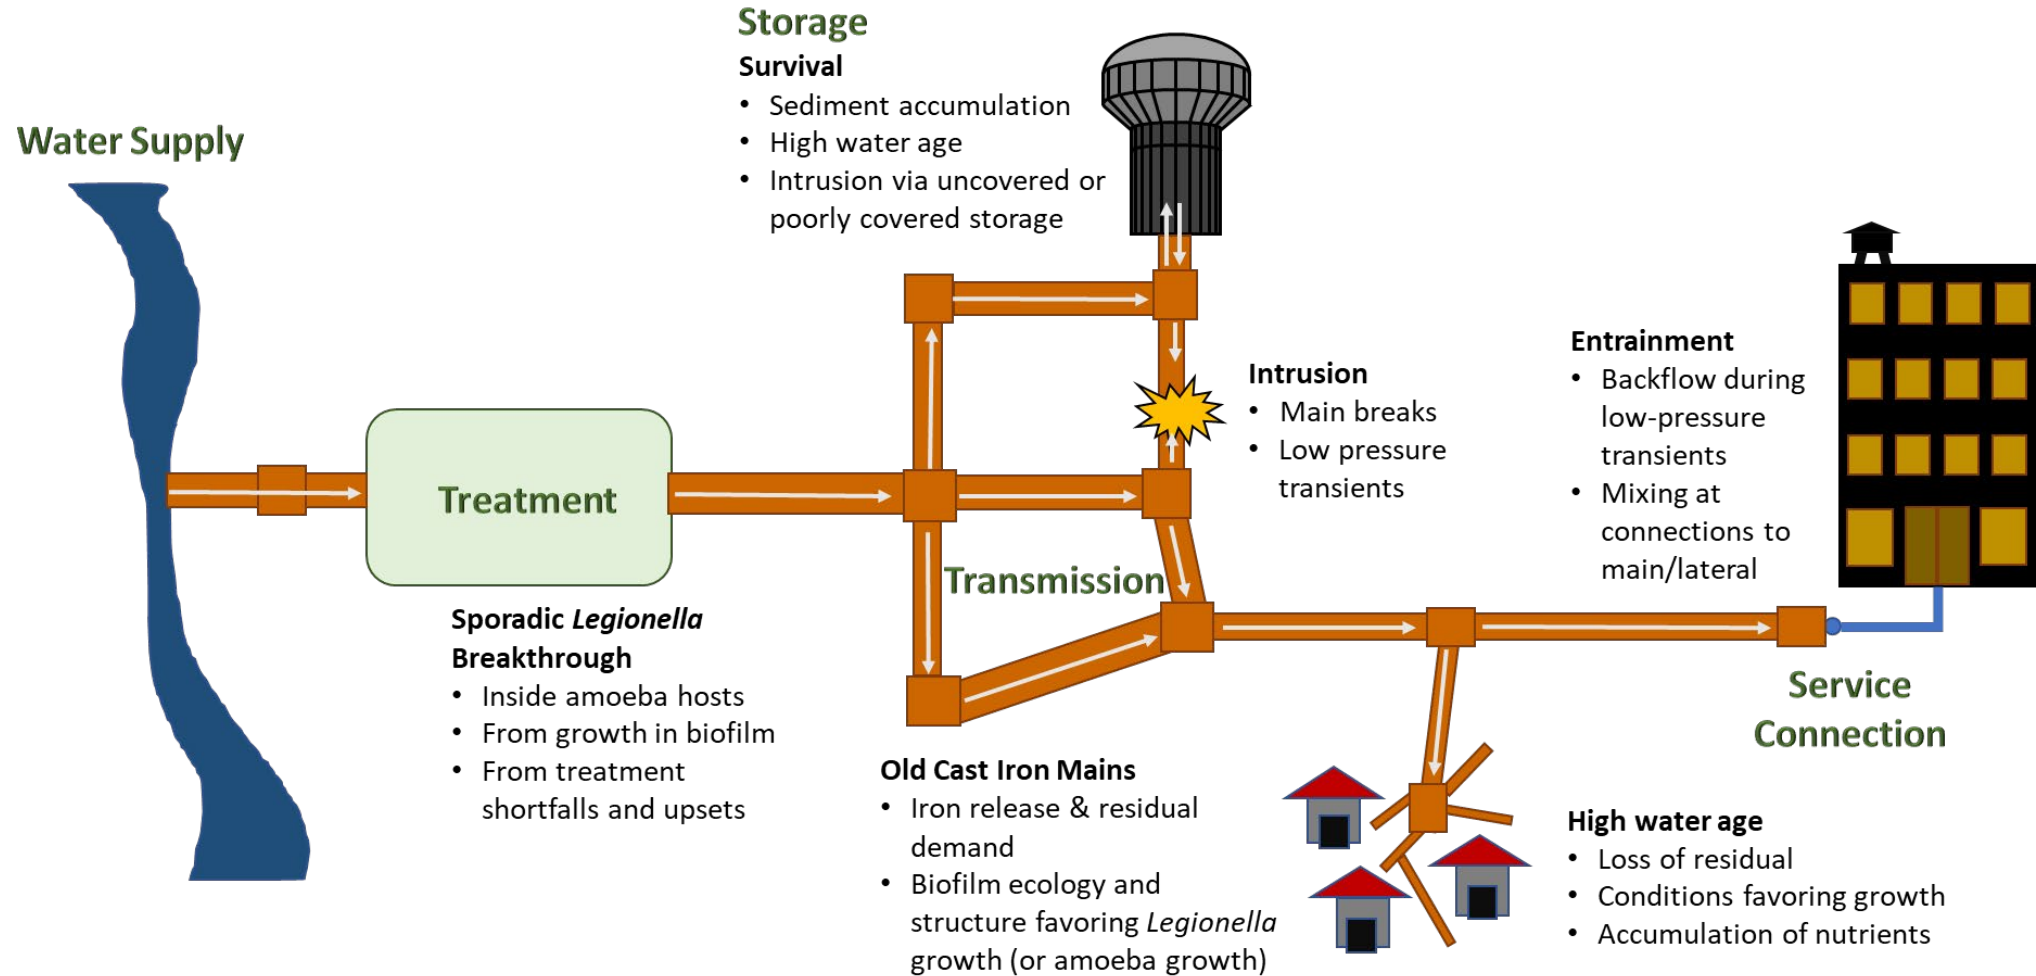 Storage
Survival
• Sediment accumulation
• High water age
• Intrusion via uncovered or
poorly covered storage
Water Supply
Treatment
Sporadic Legionella
Breakthrough
• Inside amoeba hosts
• From growth in biofilm
• From treatment
shortfalls and upsets
Transmission
Intrusion
• Main breaks
• Low pressure
transients
Entrainment
• Backflow during
low-pressure
transients
• Mixing at
connections to
main/lateral
Service
Connection
Old Cast Iron Mains
• Iron release & residual
demand
• Biofilm ecology and
structure favoring Legionella
growth (or amoeba growth)
High water age
• Loss of residual
• Conditions favoring growth
• Accumulation of nutrients